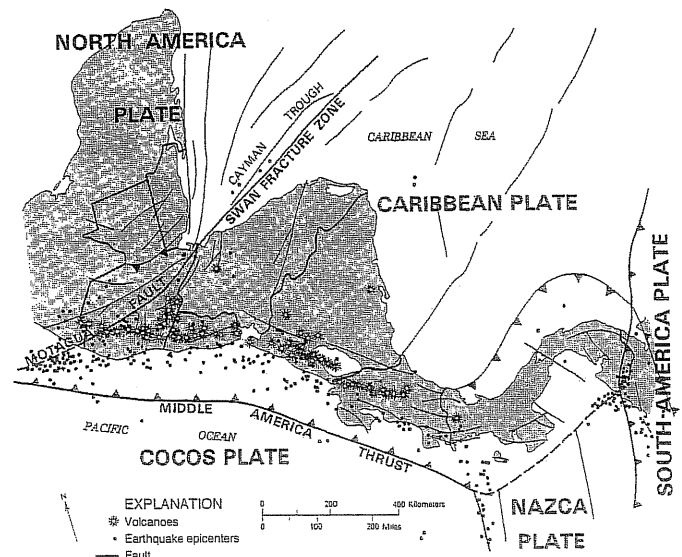 NORTH AMERICA
PLATE
CAYMAN TROUGH
SWAN FRACTURE ZONE
CARIBBEAN SEA
CARIBBEAN PLATE
SOUTH AMERICA PLATE
MOTAGUA FAULT
MIDDLE AMERICA THRUST
PACIFIC OCEAN
COCOS PLATE
NAZCA
PLATE
N
EXPLANATION
Volcanoes
Earthquake epicenters
Fault
0 200 400 Kilometers
0 100 200 Miles